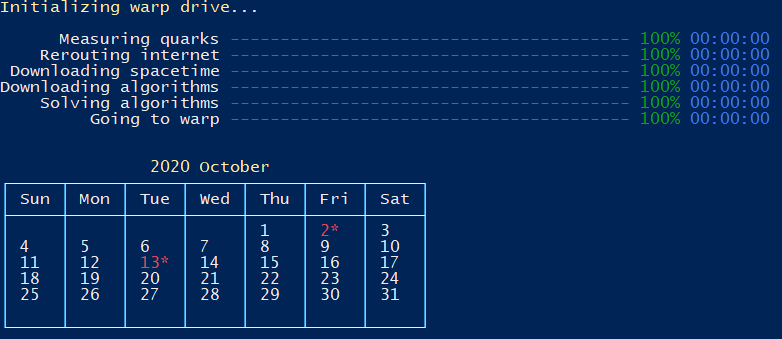 Initializing warp drive...
Measuring quarks ---------------------------------------- 100% 00:00:00
Rerouting internet ---------------------------------------- 100% 00:00:00
Downloading spacetime ---------------------------------------- 100% 00:00:00
Downloading algorithms ---------------------------------------- 100% 00:00:00
Solving algorithms ---------------------------------------- 100% 00:00:00
Going to warp ---------------------------------------- 100% 00:00:00
2020 October
Sun Mon Tue Wed Thu Fri Sat
1 2* 3
4 5 6 7 8 9 10
11 12 13* 14 15 16 17
18 19 20 21 22 23 24
25 26 27 28 29 30 31